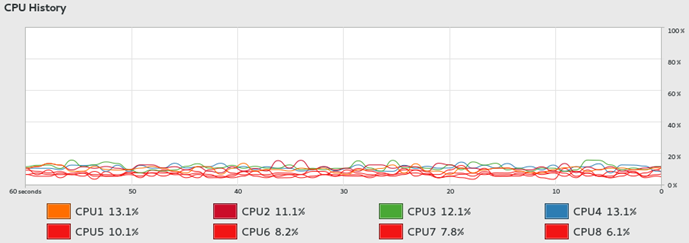 CPU History
100 %
80 %
60 %
40 %
20 %
0 %
60 seconds 50 40 30 20 10 0
CPU1 13.1% CPU2 11.1% CPU3 12.1% CPU4 13.1%
CPU5 10.1% CPU6 8.2% CPU7 7.8% CPU8 6.1%